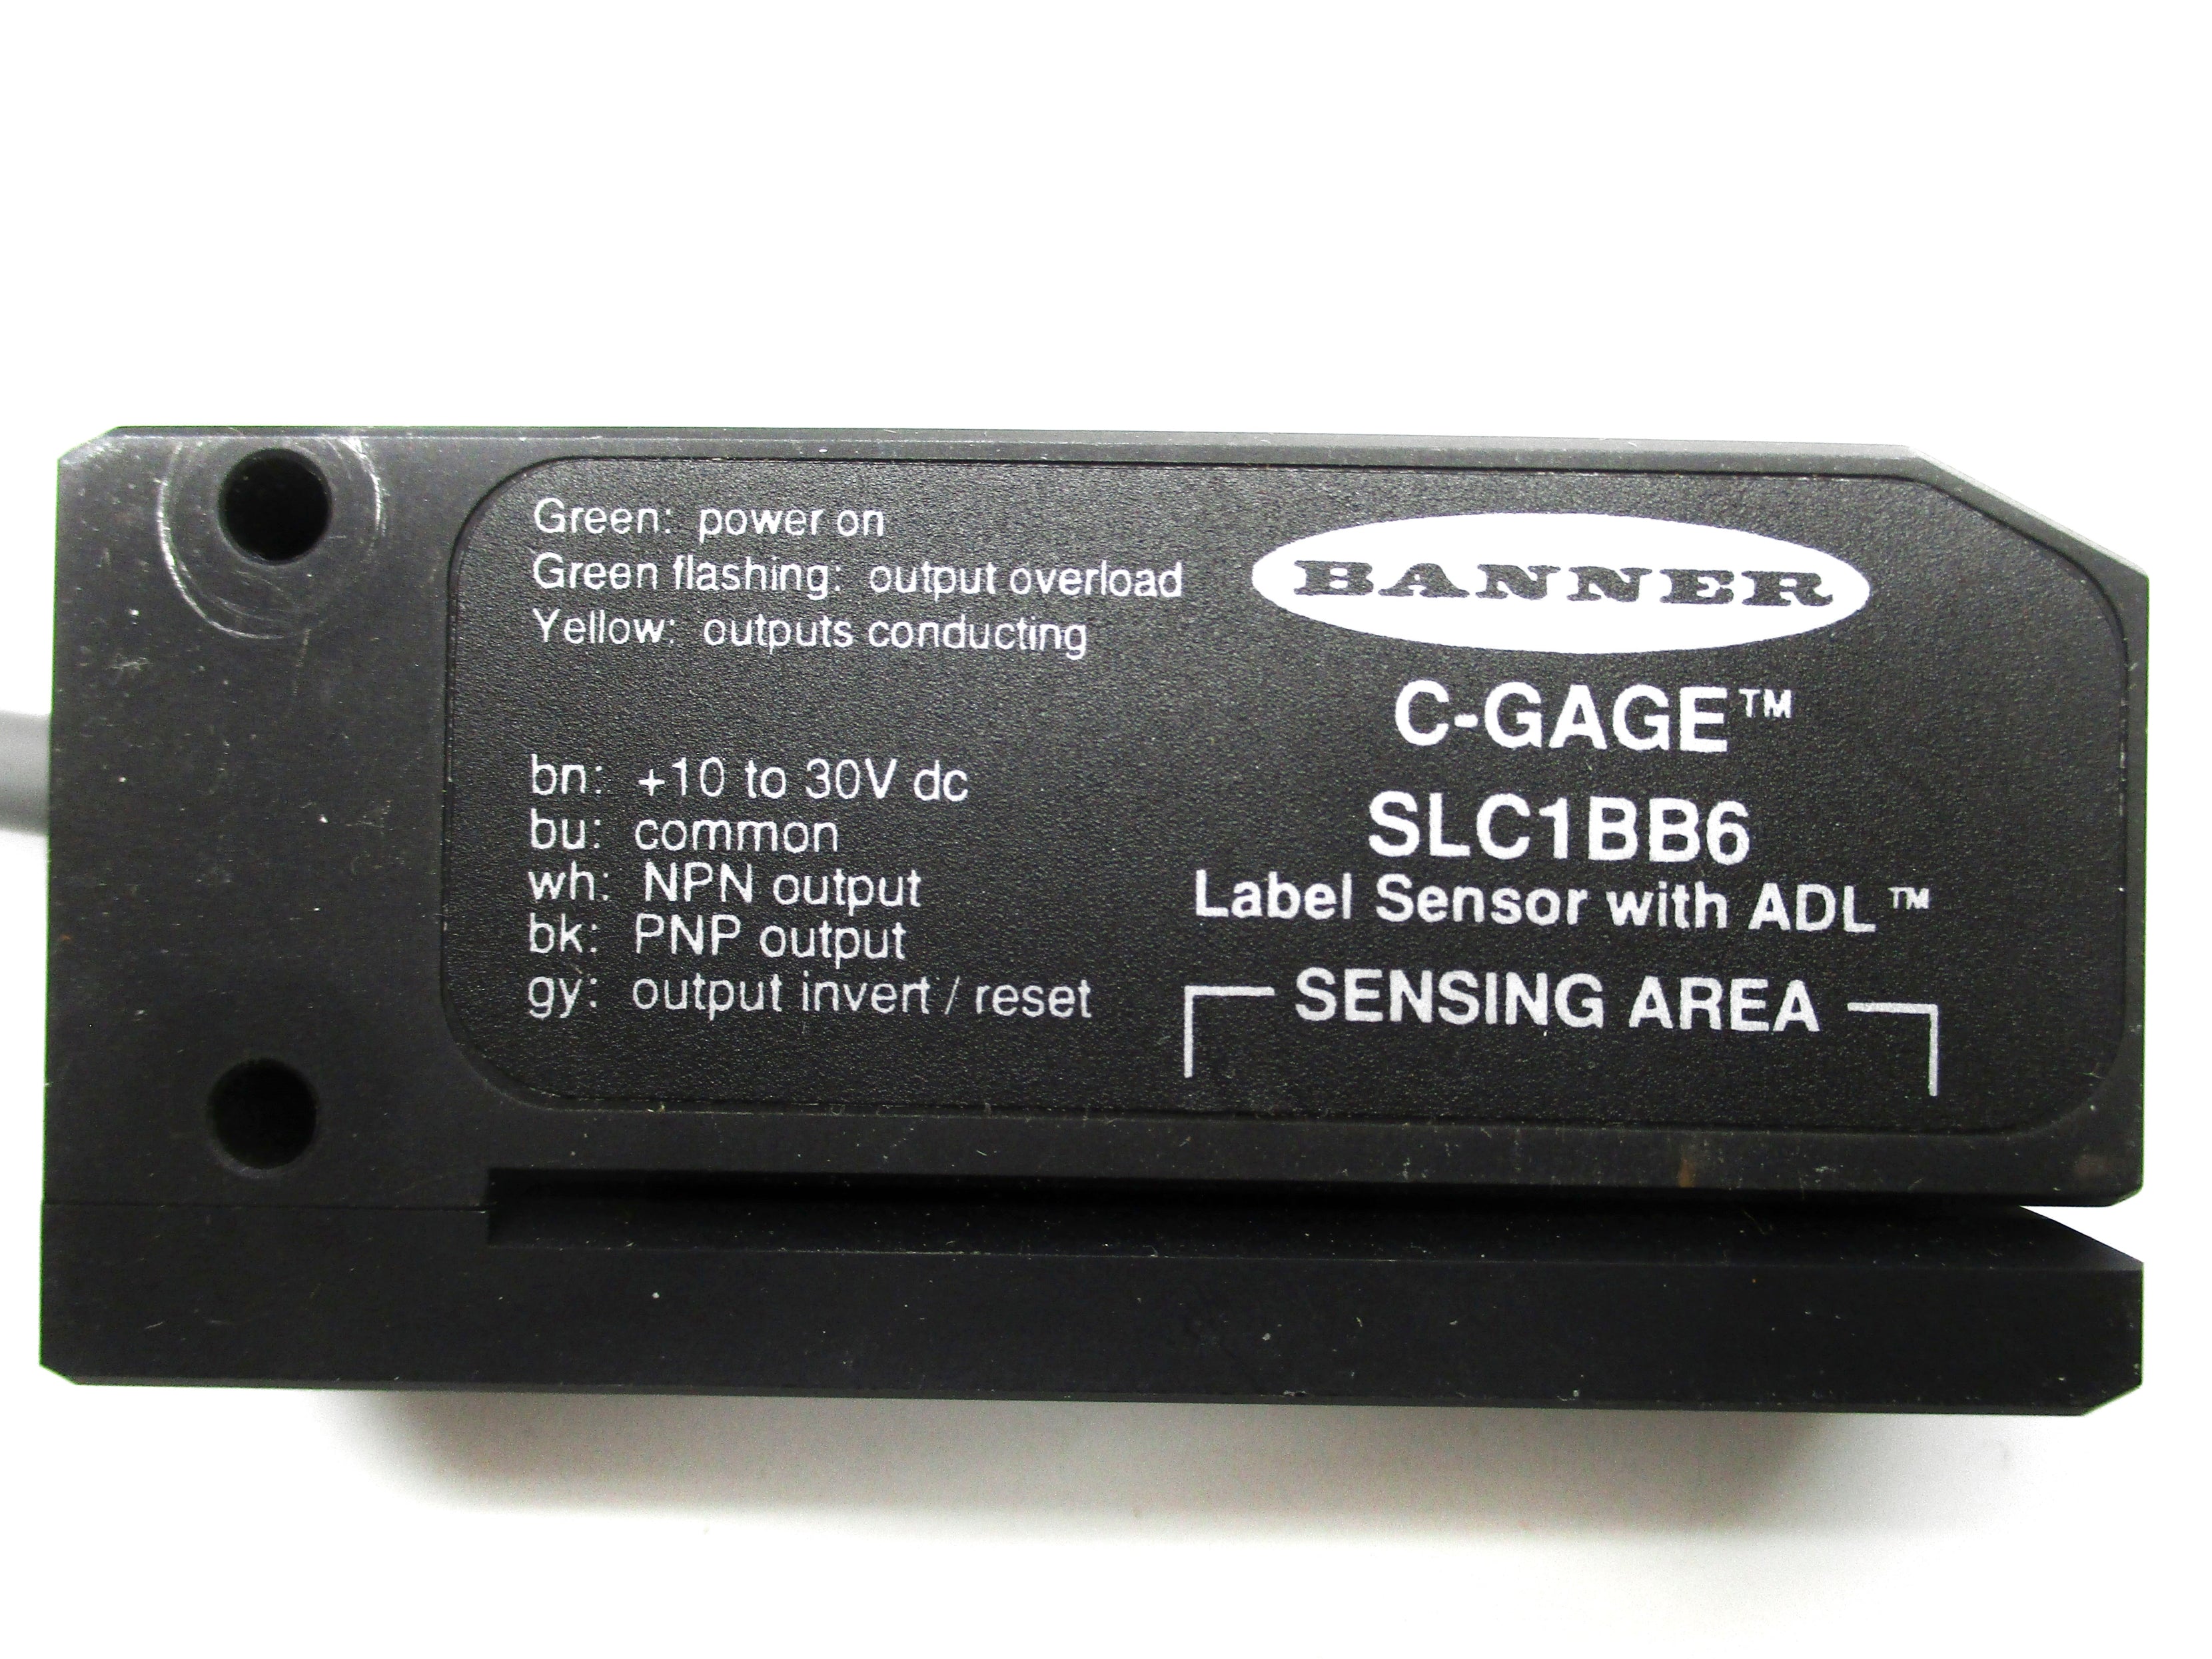 Green: power on
Green flashing: output overload
Yellow: outputs conducting
bn: +10 to 30V dc
bu: common
wh: NPN output
bk: PNP output
gy: output invert / reset
BANNER
C-GAGE™
SLC1BB6
Label Sensor with ADL™
SENSING AREA